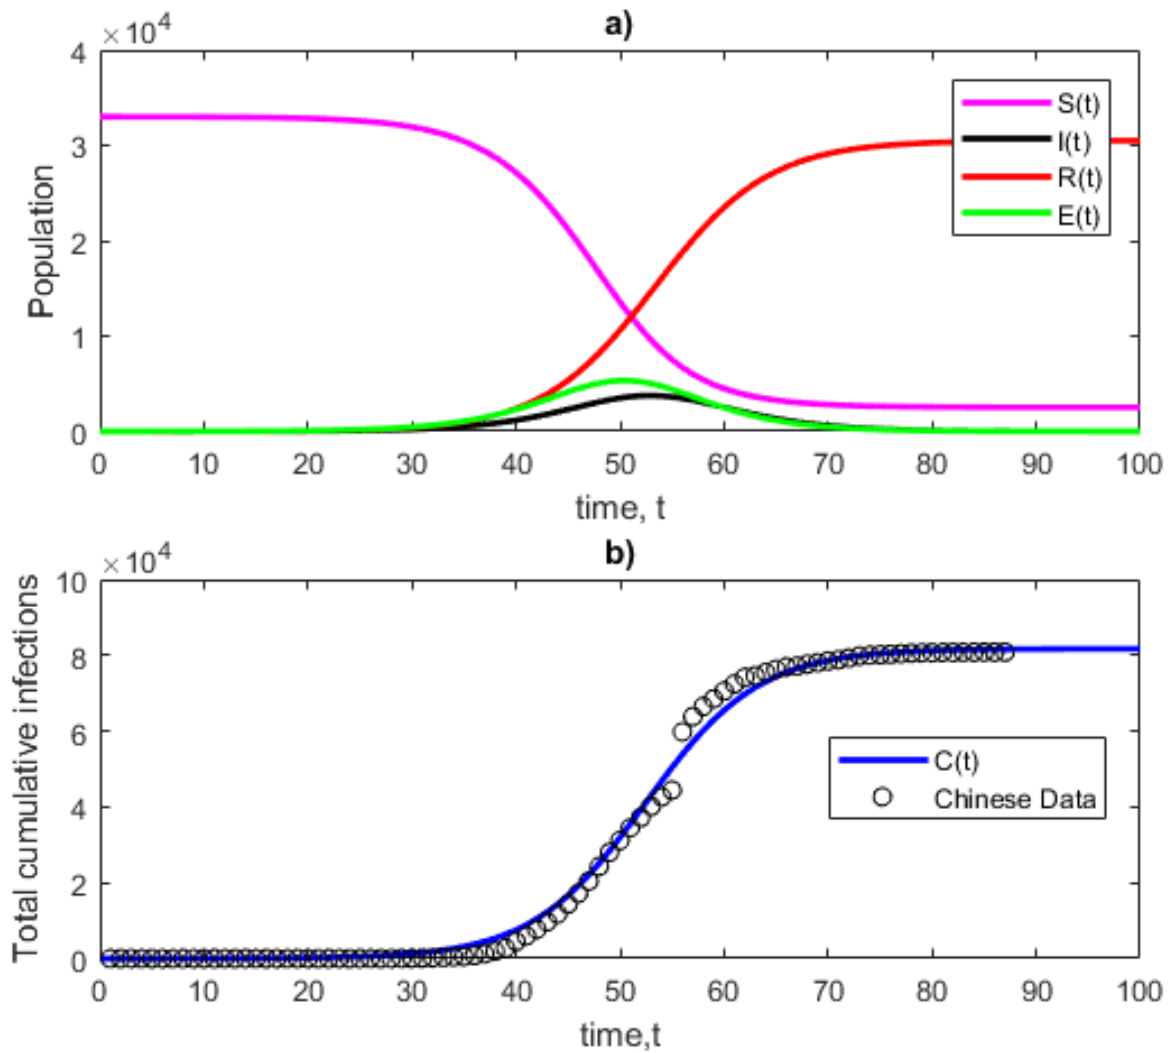 a)
×10⁴
4
3
2
1
0
Population
S(t)
I(t)
R(t)
E(t)
0 10 20 30 40 50 60 70 80 90 100
time, t
b)
×10⁴
10
8
6
4
2
0
Total cumulative infections
C(t)
Chinese Data
0 10 20 30 40 50 60 70 80 90 100
time,t